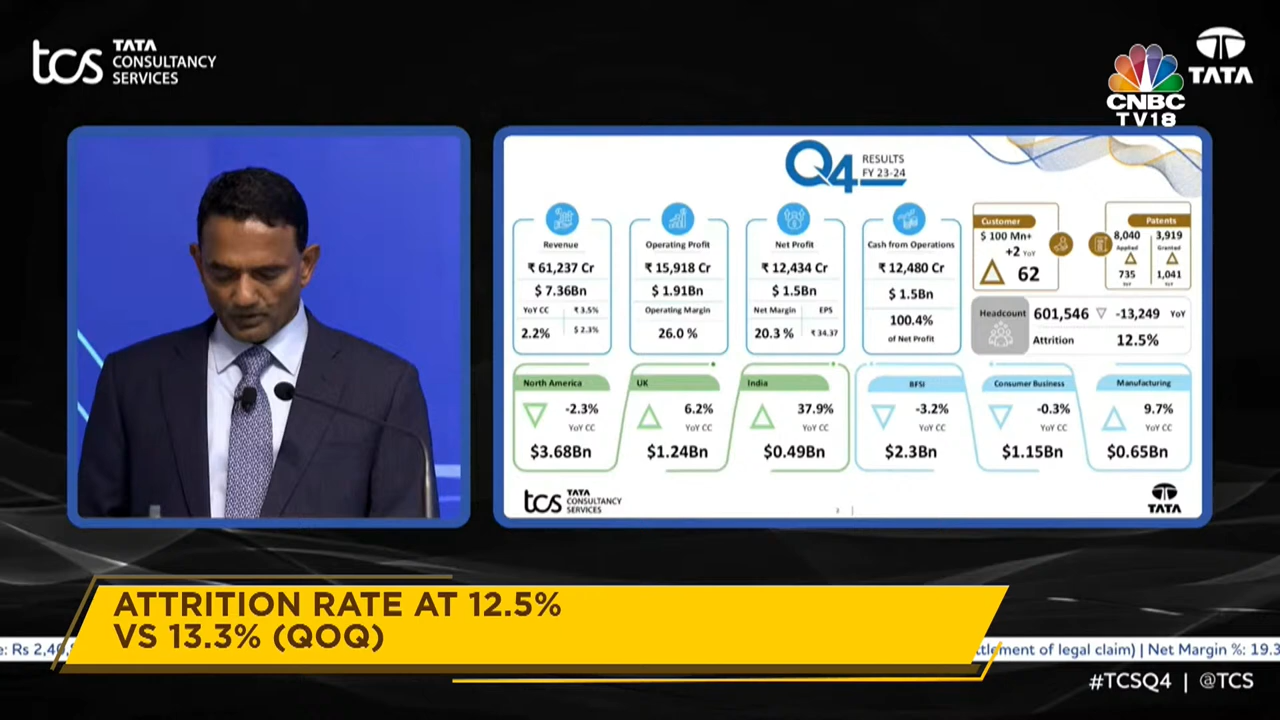 tcs TATA
CONSULTANCY
SERVICES
TATA
CNBC
TV18
Q4 RESULTS
FY 23-24
Revenue
₹ 61,237 Cr
$ 7.36Bn
YoY CC ₹ 3.5%
2.2% $ 2.3%
Operating Profit
₹ 15,918 Cr
$ 1.91Bn
Operating Margin
26.0 %
Net Profit
₹ 12,434 Cr
$ 1.5Bn
Net Margin EPS
20.3 % ₹ 34.37
Cash from Operations
₹ 12,480 Cr
$ 1.5Bn
100.4%
of Net Profit
Customer
$ 100 Mn+
+2 YoY
62
Patents
8,040 3,919
Applied Granted
735 1,041
YoY YoY
Headcount 601,546 -13,249 YoY
Attrition 12.5%
North America
-2.3%
YoY CC
$3.68Bn
UK
6.2%
YoY CC
$1.24Bn
India
37.9%
YoY CC
$0.49Bn
BFSI
-3.2%
YoY CC
$2.3Bn
Consumer Business
-0.3%
YoY CC
$1.15Bn
Manufacturing
9.7%
YoY CC
$0.65Bn
tcs TATA
CONSULTANCY
SERVICES
TATA
ATTRITION RATE AT 12.5%
VS 13.3% (QOQ)
e: Rs 2,40, ttlement of legal claim) | Net Margin %: 19.3
#TCSQ4 | @TCS